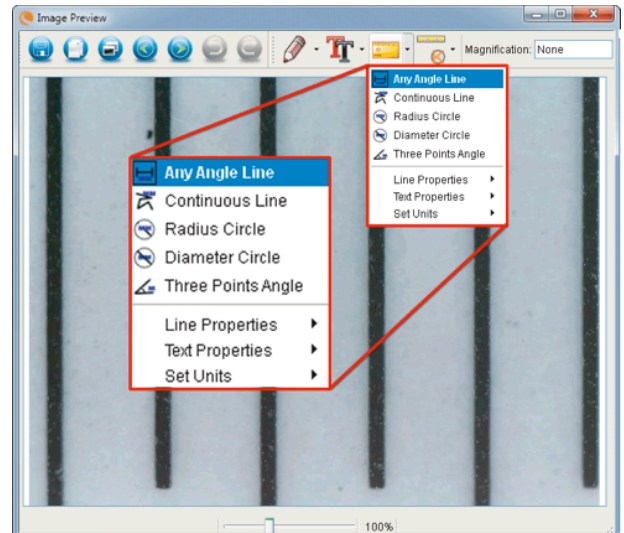 Image Preview
Magnification: None
Any Angle Line
Continuous Line
Radius Circle
Diameter Circle
Three Points Angle
Line Properties
Text Properties
Set Units
Any Angle Line
Continuous Line
Radius Circle
Diameter Circle
Three Points Angle
Line Properties
Text Properties
Set Units
100%